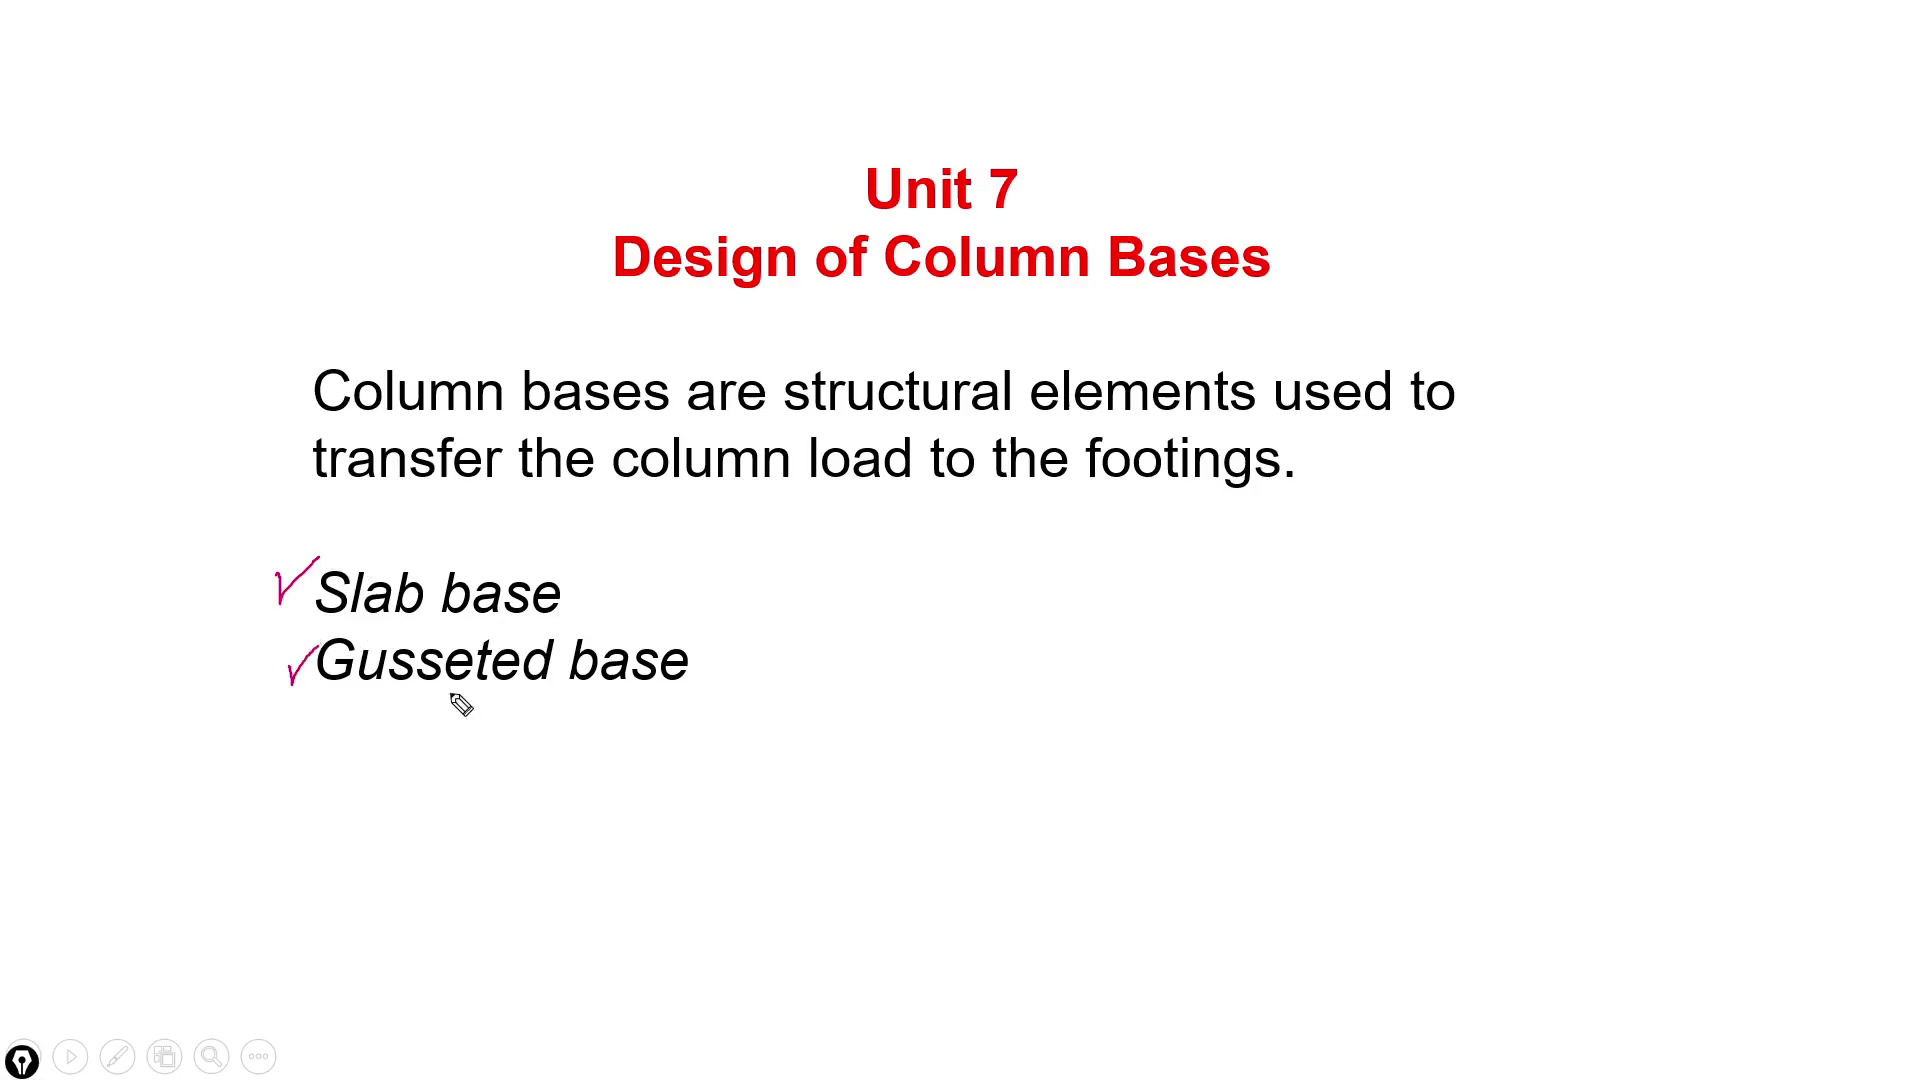 Unit 7
Design of Column Bases
Column bases are structural elements used to
transfer the column load to the footings.
Slab base
Gusseted base